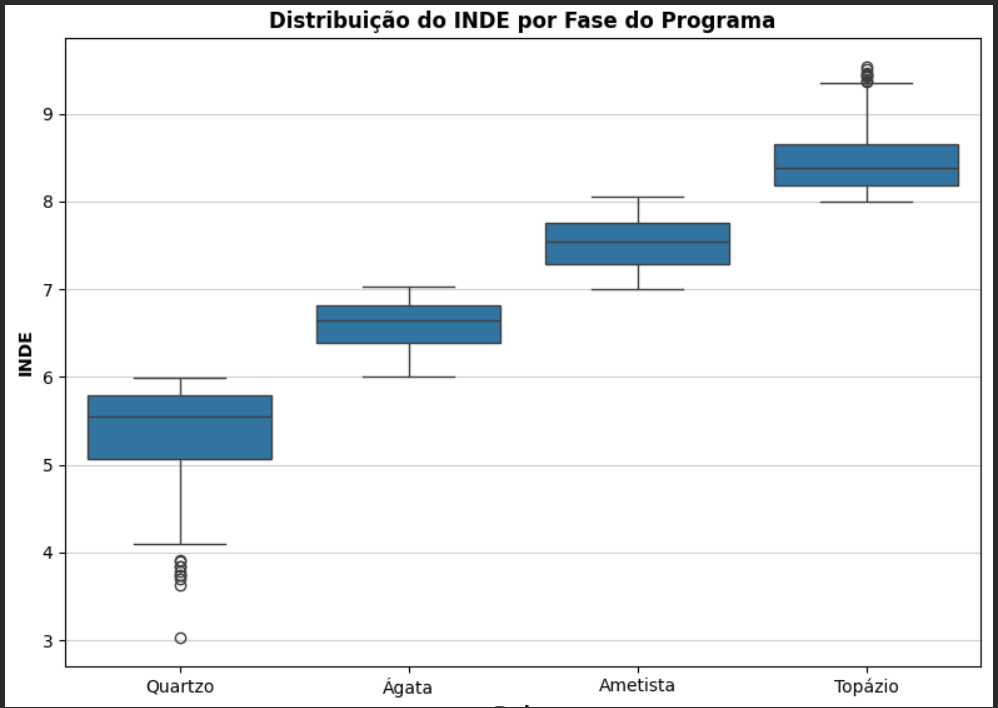 Distribuição do INDE por Fase do Programa
INDE
9
8
7
6
5
4
3
Quartzo Ágata Ametista Topázio